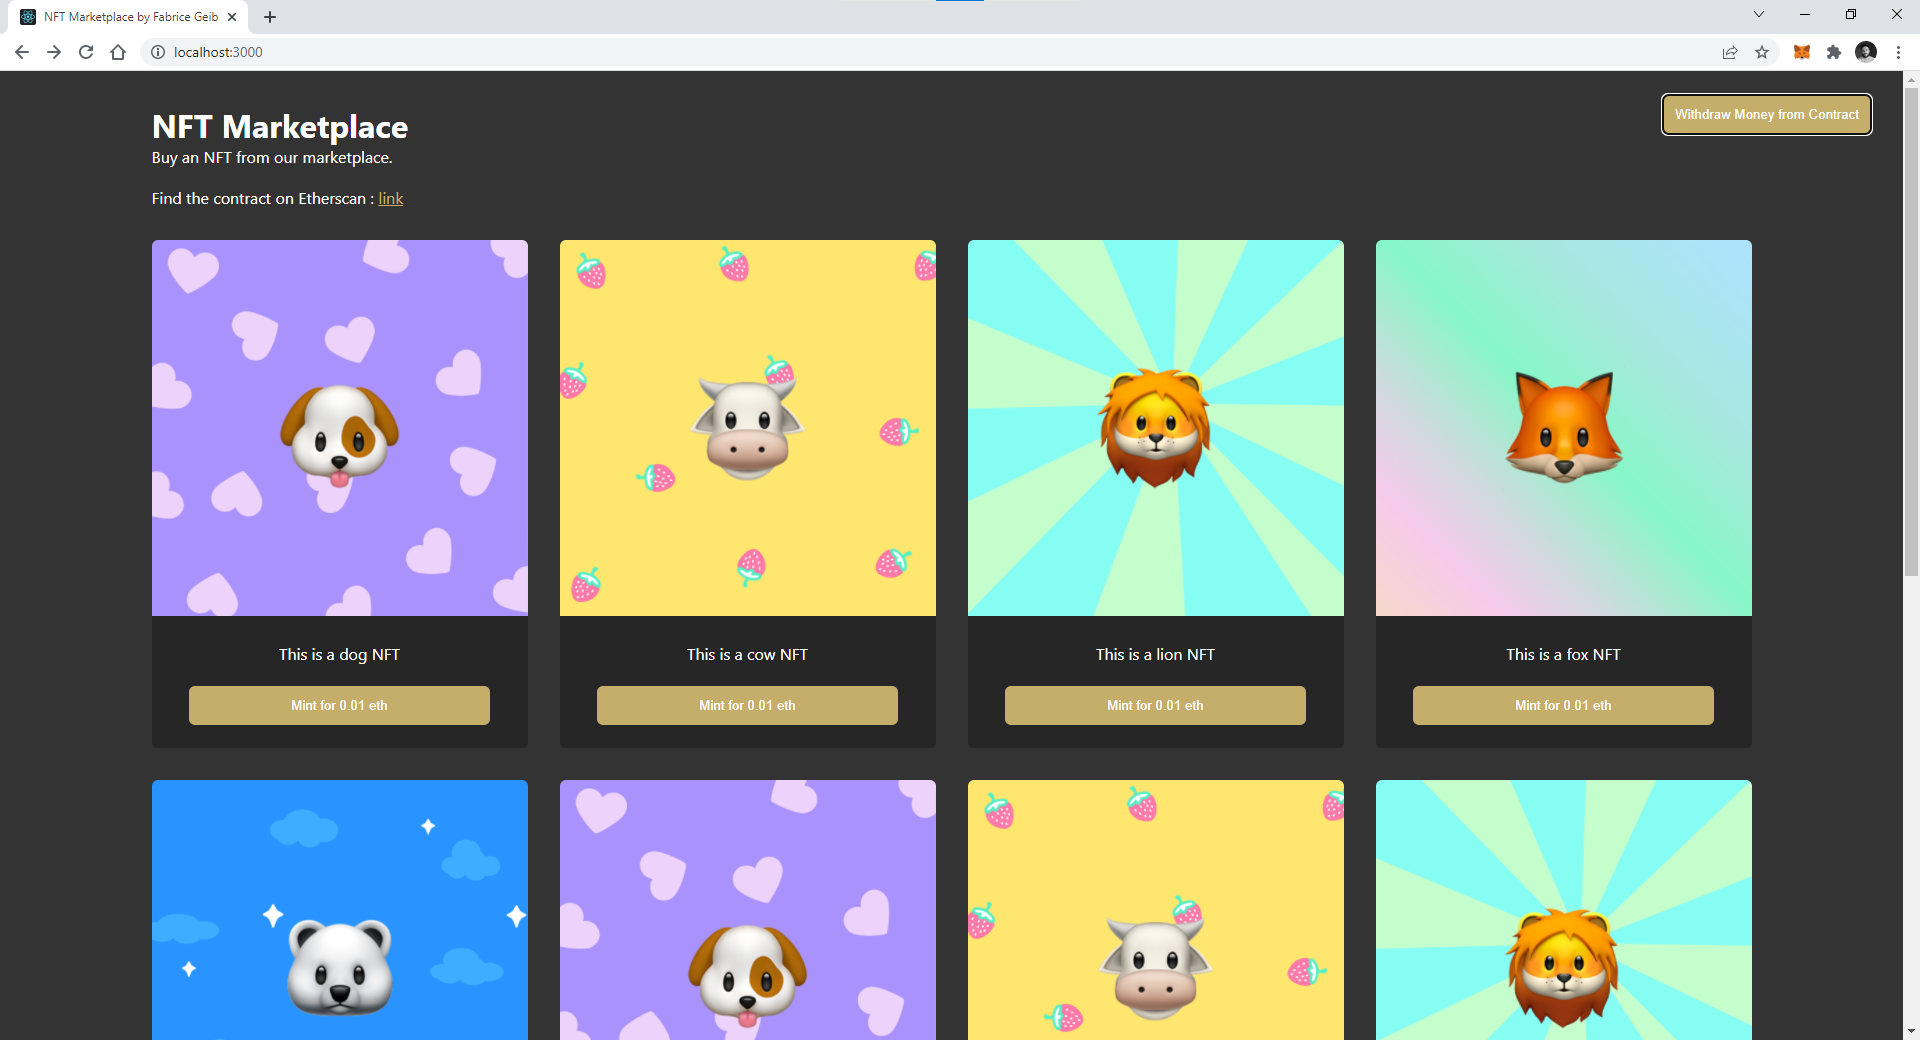 NFT Marketplace by Fabrice Geib
localhost:3000
Withdraw Money from Contract
NFT Marketplace
Buy an NFT from our marketplace.
Find the contract on Etherscan : link
This is a dog NFT
Mint for 0.01 eth
This is a cow NFT
Mint for 0.01 eth
This is a lion NFT
Mint for 0.01 eth
This is a fox NFT
Mint for 0.01 eth